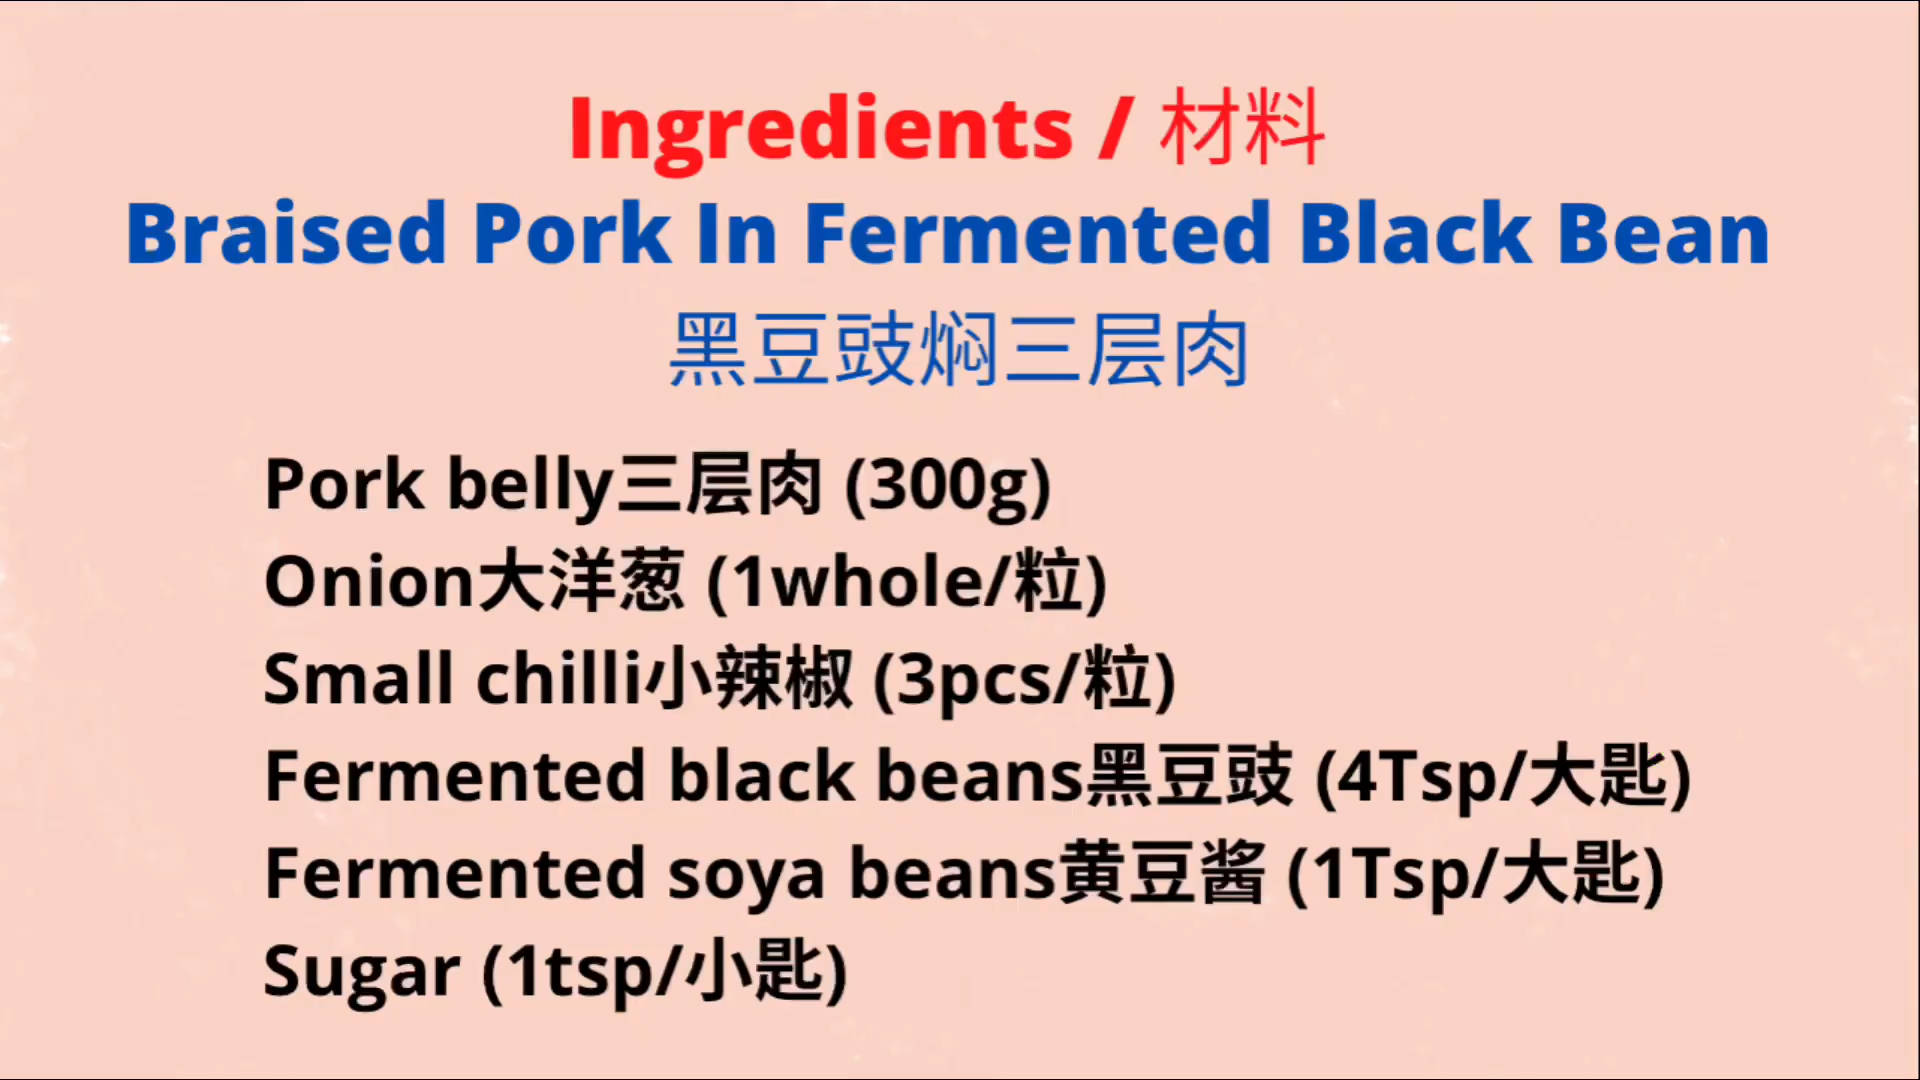 Ingredients / 材料
Braised Pork In Fermented Black Bean
黑豆豉焖三层肉
Pork belly三层肉 (300g)
Onion大洋葱 (1whole/粒)
Small chilli小辣椒 (3pcs/粒)
Fermented black beans黑豆豉 (4Tsp/大匙)
Fermented soya beans黄豆酱 (1Tsp/大匙)
Sugar (1tsp/小匙)